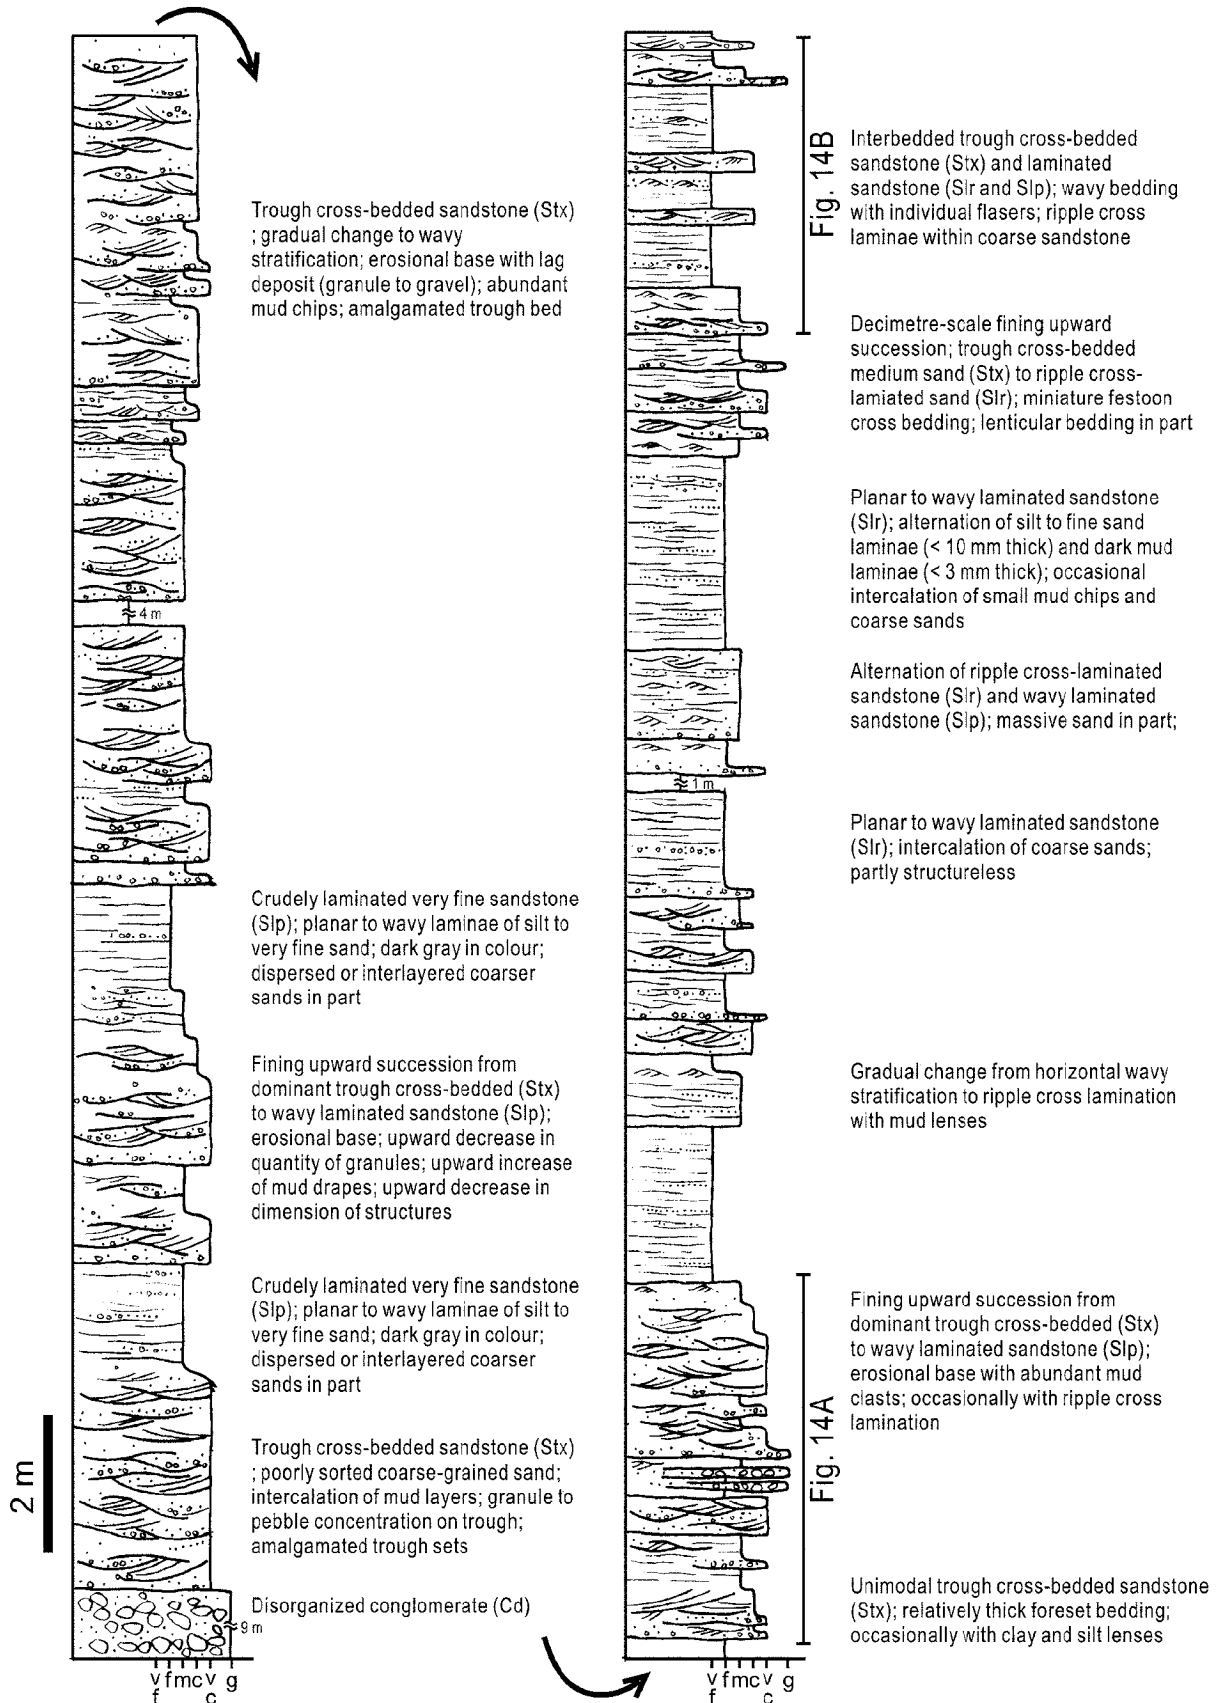 Trough cross-bedded sandstone (Stx)
; gradual change to wavy
stratification; erosional base with lag
deposit (granule to gravel); abundant
mud chips; amalgamated trough bed
4 m
Crudely laminated very fine sandstone
(Slp); planar to wavy laminae of silt to
very fine sand; dark gray in colour;
dispersed or interlayered coarser
sands in part
Fining upward succession from
dominant trough cross-bedded (Stx)
to wavy laminated sandstone (Slp);
erosional base; upward decrease in
quantity of granules; upward increase
of mud drapes; upward decrease in
dimension of structures
Crudely laminated very fine sandstone
(Slp); planar to wavy laminae of silt to
very fine sand; dark gray in colour;
dispersed or interlayered coarser
sands in part
2 m
Trough cross-bedded sandstone (Stx)
; poorly sorted coarse-grained sand;
intercalation of mud layers; granule to
pebble concentration on trough;
amalgamated trough sets
Disorganized conglomerate (Cd)
9 m
v f m c v g
f c
Fig. 14B
Interbedded trough cross-bedded
sandstone (Stx) and laminated
sandstone (Slr and Slp); wavy bedding
with individual flasers; ripple cross
laminae within coarse sandstone
Decimetre-scale fining upward
succession; trough cross-bedded
medium sand (Stx) to ripple cross-
lamiated sand (Slr); miniature festoon
cross bedding; lenticular bedding in part
Planar to wavy laminated sandstone
(Slr); alternation of silt to fine sand
laminae (< 10 mm thick) and dark mud
laminae (< 3 mm thick); occasional
intercalation of small mud chips and
coarse sands
Alternation of ripple cross-laminated
sandstone (Slr) and wavy laminated
sandstone (Slp); massive sand in part;
1 m
Planar to wavy laminated sandstone
(Slr); intercalation of coarse sands;
partly structureless
Gradual change from horizontal wavy
stratification to ripple cross lamination
with mud lenses
Fig. 14A
Fining upward succession from
dominant trough cross-bedded (Stx)
to wavy laminated sandstone (Slp);
erosional base with abundant mud
clasts; occasionally with ripple cross
lamination
Unimodal trough cross-bedded sandstone
(Stx); relatively thick foreset bedding;
occasionally with clay and silt lenses
v f m c v g
f c